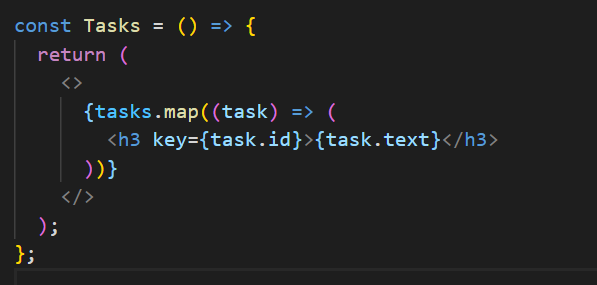 const Tasks = () => {
  return (
    <>
      {tasks.map((task) => (
        <h3 key={task.id}>{task.text}</h3>
      ))}
    </>
  );
};